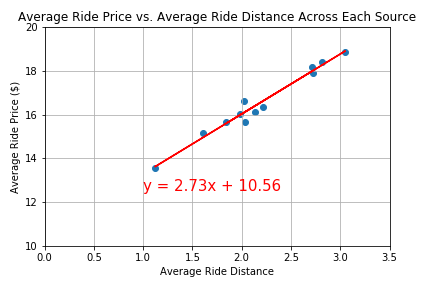 Average Ride Price vs. Average Ride Distance Across Each Source
20
18
16
14
12
10
Average Ride Price ($)
y = 2.73x + 10.56
0.0 0.5 1.0 1.5 2.0 2.5 3.0 3.5
Average Ride Distance